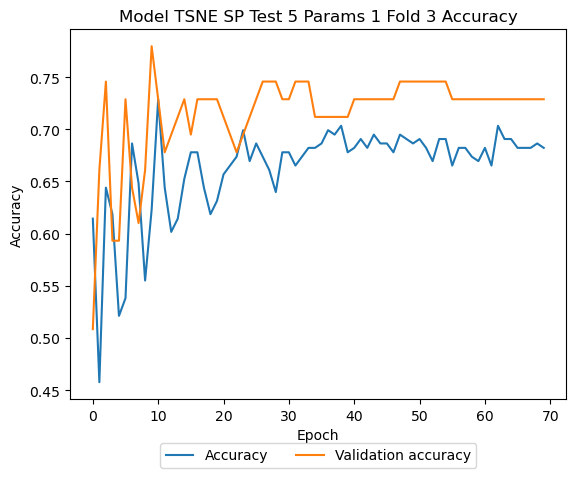 Model TSNE SP Test 5 Params 1 Fold 3 Accuracy
Accuracy
0.75
0.70
0.65
0.60
0.55
0.50
0.45
0 10 20 30 40 50 60 70
Epoch
Accuracy Validation accuracy